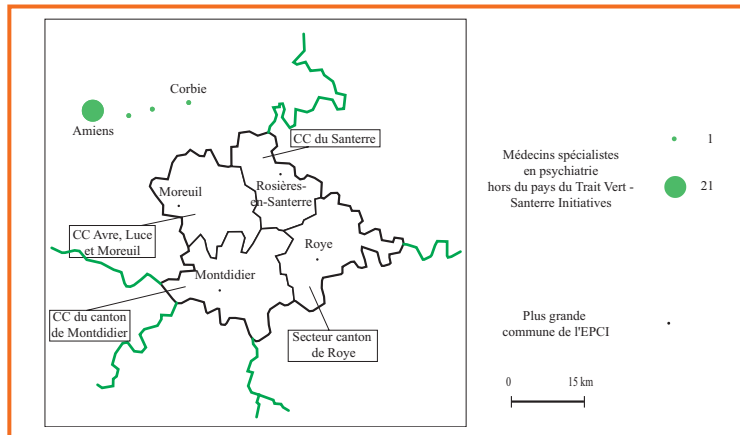 Corbie
Amiens
CC du Santerre
Moreuil
Rosières-
en-Santerre
CC Avre, Luce
et Moreuil
Roye
Montdidier
CC du canton
de Montdidier
Secteur canton
de Roye
Médecins spécialistes
en psychiatrie
hors du pays du Trait Vert -
Santerre Initiatives
1
21
Plus grande
commune de l'EPCI
0 15 km